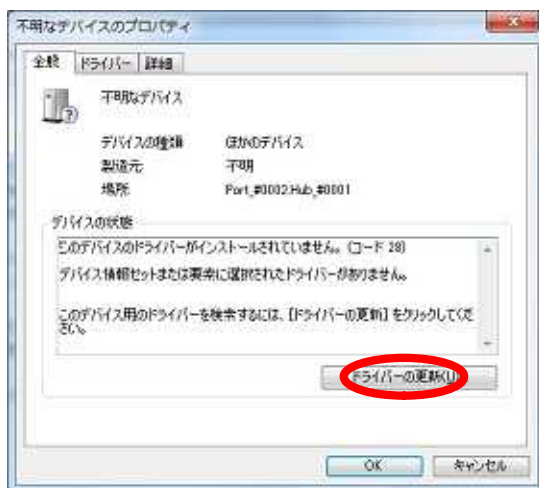 不明なデバイスのプロパティ
全般 ドライバー 詳細
不明なデバイス
デバイスの種類 ほかのデバイス
製造元 不明
場所 Port_#0002.Hub_#0001
デバイスの状態
このデバイスのドライバーがインストールされていません。 (コード 28)
デバイス情報セットまたは要素に選択されたドライバーがありません。
このデバイス用のドライバーを検索するには、[ドライバーの更新] をクリックしてくだ
さい。
ドライバーの更新(U)...
OK キャンセル